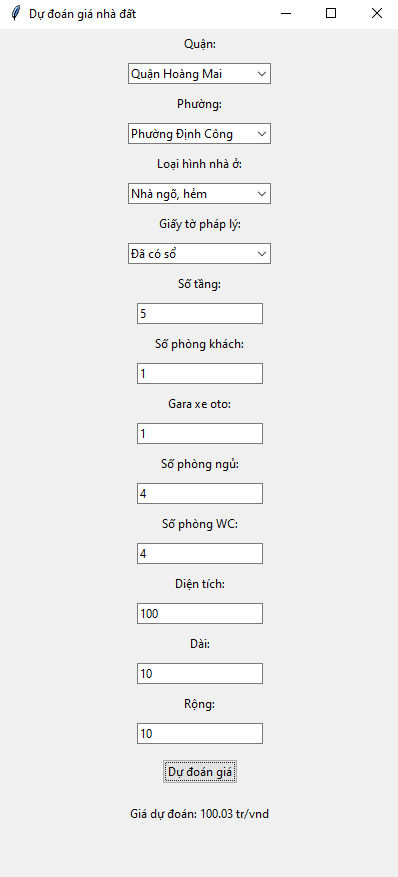 Dự đoán giá nhà đất
Quận:
Quận Hoàng Mai
Phường:
Phường Định Công
Loại hình nhà ở:
Nhà ngõ, hẻm
Giấy tờ pháp lý:
Đã có sổ
Số tầng:
5
Số phòng khách:
1
Gara xe oto:
1
Số phòng ngủ:
4
Số phòng WC:
4
Diện tích:
100
Dài:
10
Rộng:
10
Dự đoán giá
Giá dự đoán: 100.03 tr/vnd